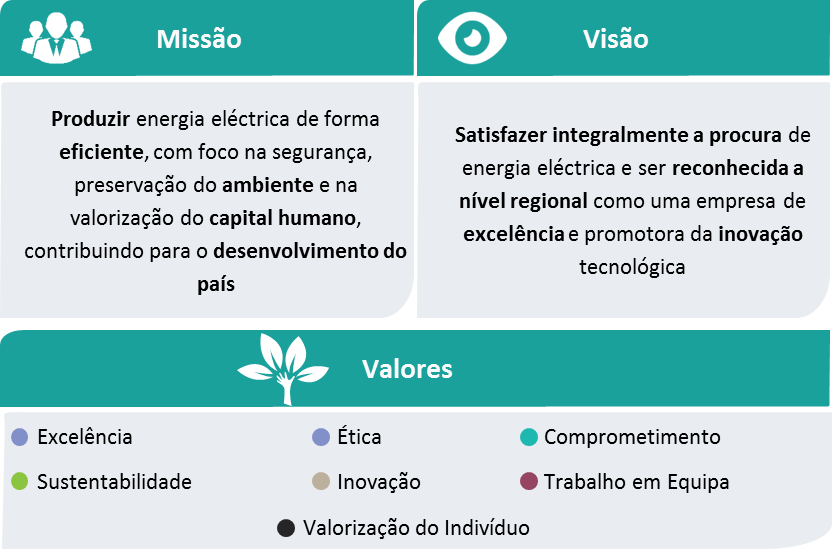 Missão
Produzir energia eléctrica de forma
eficiente, com foco na segurança,
preservação do ambiente e na
valorização do capital humano,
contribuindo para o desenvolvimento do
país
Visão
Satisfazer integralmente a procura de
energia eléctrica e ser reconhecida a
nível regional como uma empresa de
excelência e promotora da inovação
tecnológica
Valores
Excelência
Ética
Comprometimento
Sustentabilidade
Inovação
Trabalho em Equipa
Valorização do Indivíduo